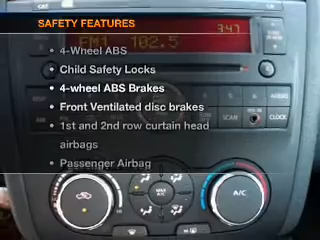 SAFETY FEATURES
CAT
3:47
FM1 102.5
• 4-Wheel ABS
• Child Safety Locks
• 4-wheel ABS Brakes
• Front Ventilated disc brakes
SCAN
CLOCK
• 1st and 2nd row curtain head
airbags
• Passenger Airbag
MAX
A/C
A/C